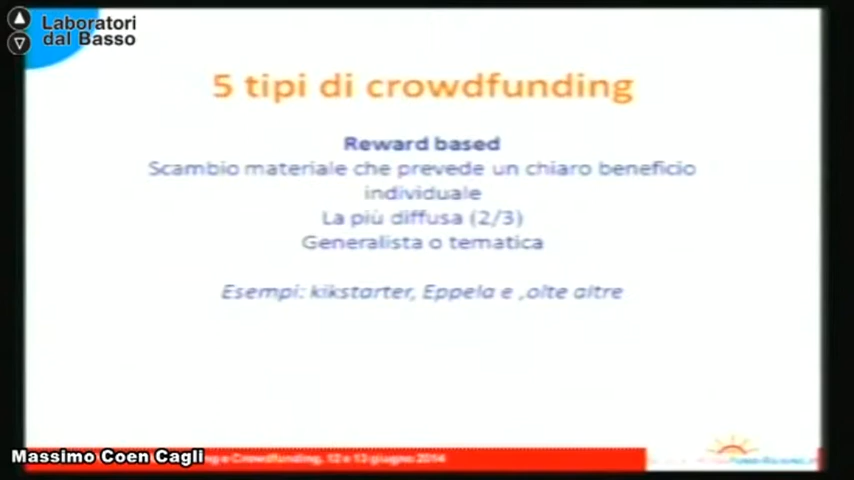 Laboratori
dal Basso
5 tipi di crowdfunding
Reward based
Scambio materiale che prevede un chiaro beneficio
individuale
La più diffusa (2/3)
Generalista o tematica
Esempi: kikstarter, Eppela e ,olte altre
Massimo Coen Cagli
e Crowdfunding, 12 e 13 giugno 2014